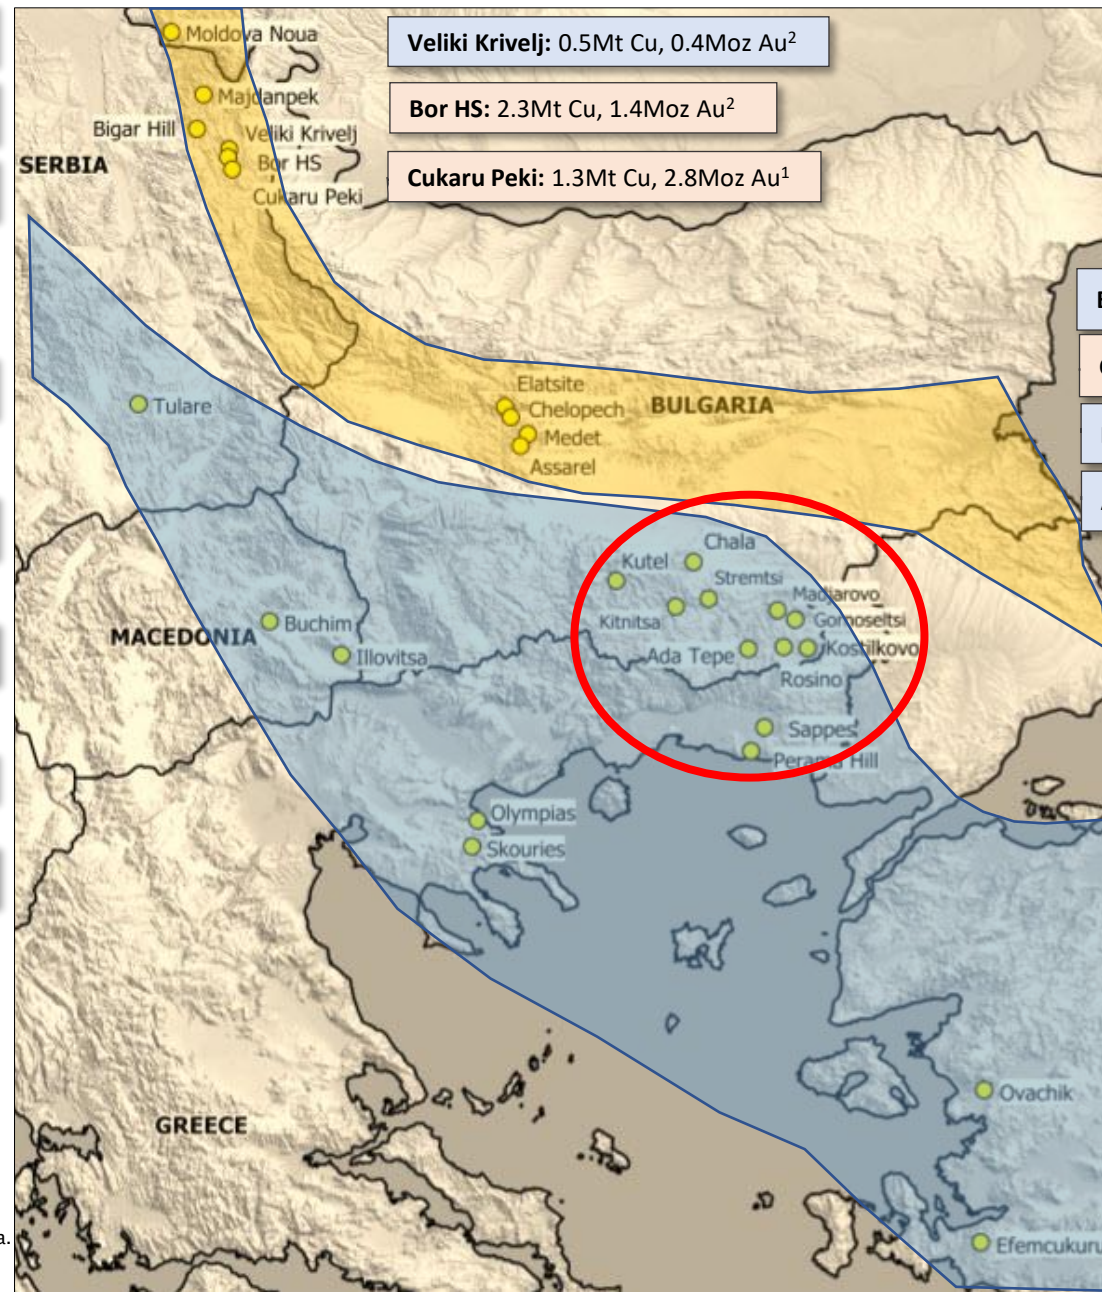 Moldova Noua
Veliki Krivelj: 0.5Mt Cu, 0.4Moz Au²
Majdanpek
Bor HS: 2.3Mt Cu, 1.4Moz Au²
Bigar Hill
Veliki Krivelj
SERBIA
Bor HS
Cukaru Peki: 1.3Mt Cu, 2.8Moz Au¹
Cukaru Peki
Elatsite
Tulare
Chelopech
BULGARIA
Medet
Assarel
Chala
Kutel
Stremtsi
Madjarovo
Kitnitsa
Gornoseltsi
Buchim
MACEDONIA
Illovitsa
Ada Tepe
Kostilkovo
Rosino
Sappes
Perama Hill
Olympias
Skouries
Ovachik
GREECE
a.
Efemcukuru